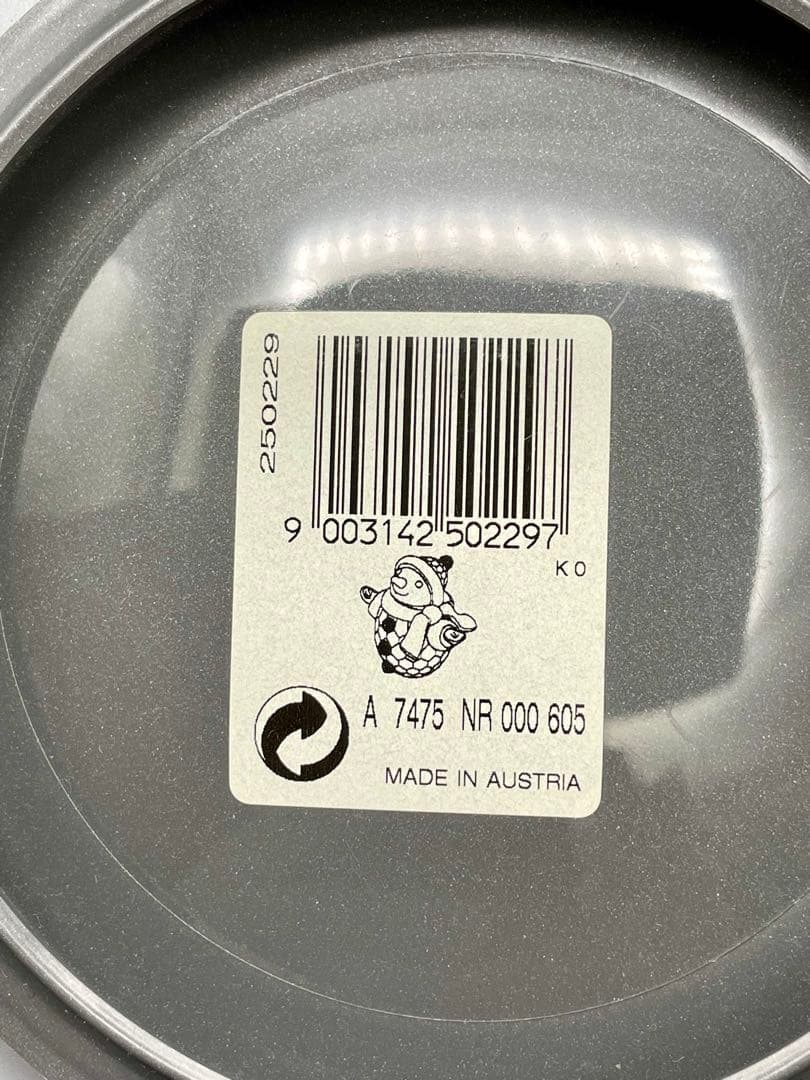 250229
9 003142 502297
K0
A 7475 NR 000 605
MADE IN AUSTRIA